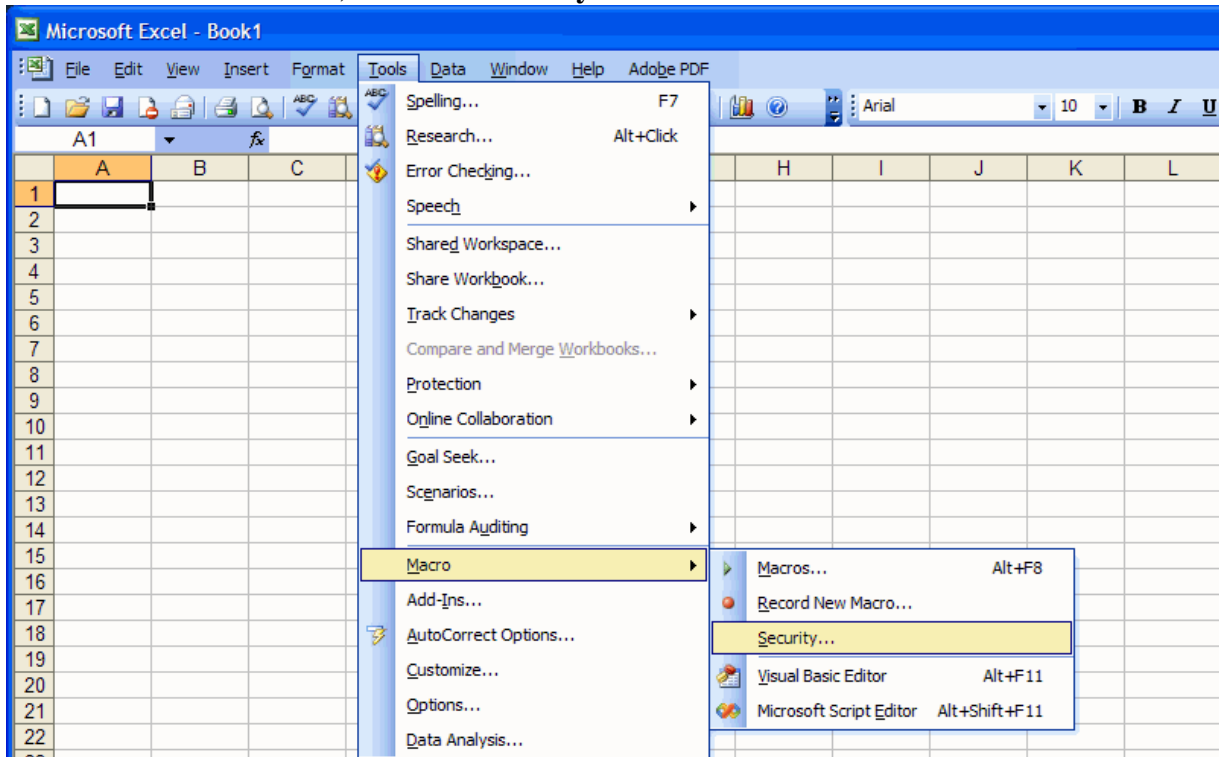 Microsoft Excel - Book1
File Edit View Insert Format Tools Data Window Help Adobe PDF
ABC ABC Arial 10 B I U
A1 fx
A B C H I J K L
1
2
3
4
5
6
7
8
9
10
11
12
13
14
15
16
17
18
19
20
21
22
Spelling... F7
Research... Alt+Click
Error Checking...
Speech
Shared Workspace...
Share Workbook...
Track Changes
Compare and Merge Workbooks...
Protection
Online Collaboration
Goal Seek...
Scenarios...
Formula Auditing
Macro
Add-Ins...
AutoCorrect Options...
Customize...
Options...
Data Analysis...
Macros... Alt+F8
Record New Macro...
Security...
Visual Basic Editor Alt+F11
Microsoft Script Editor Alt+Shift+F11